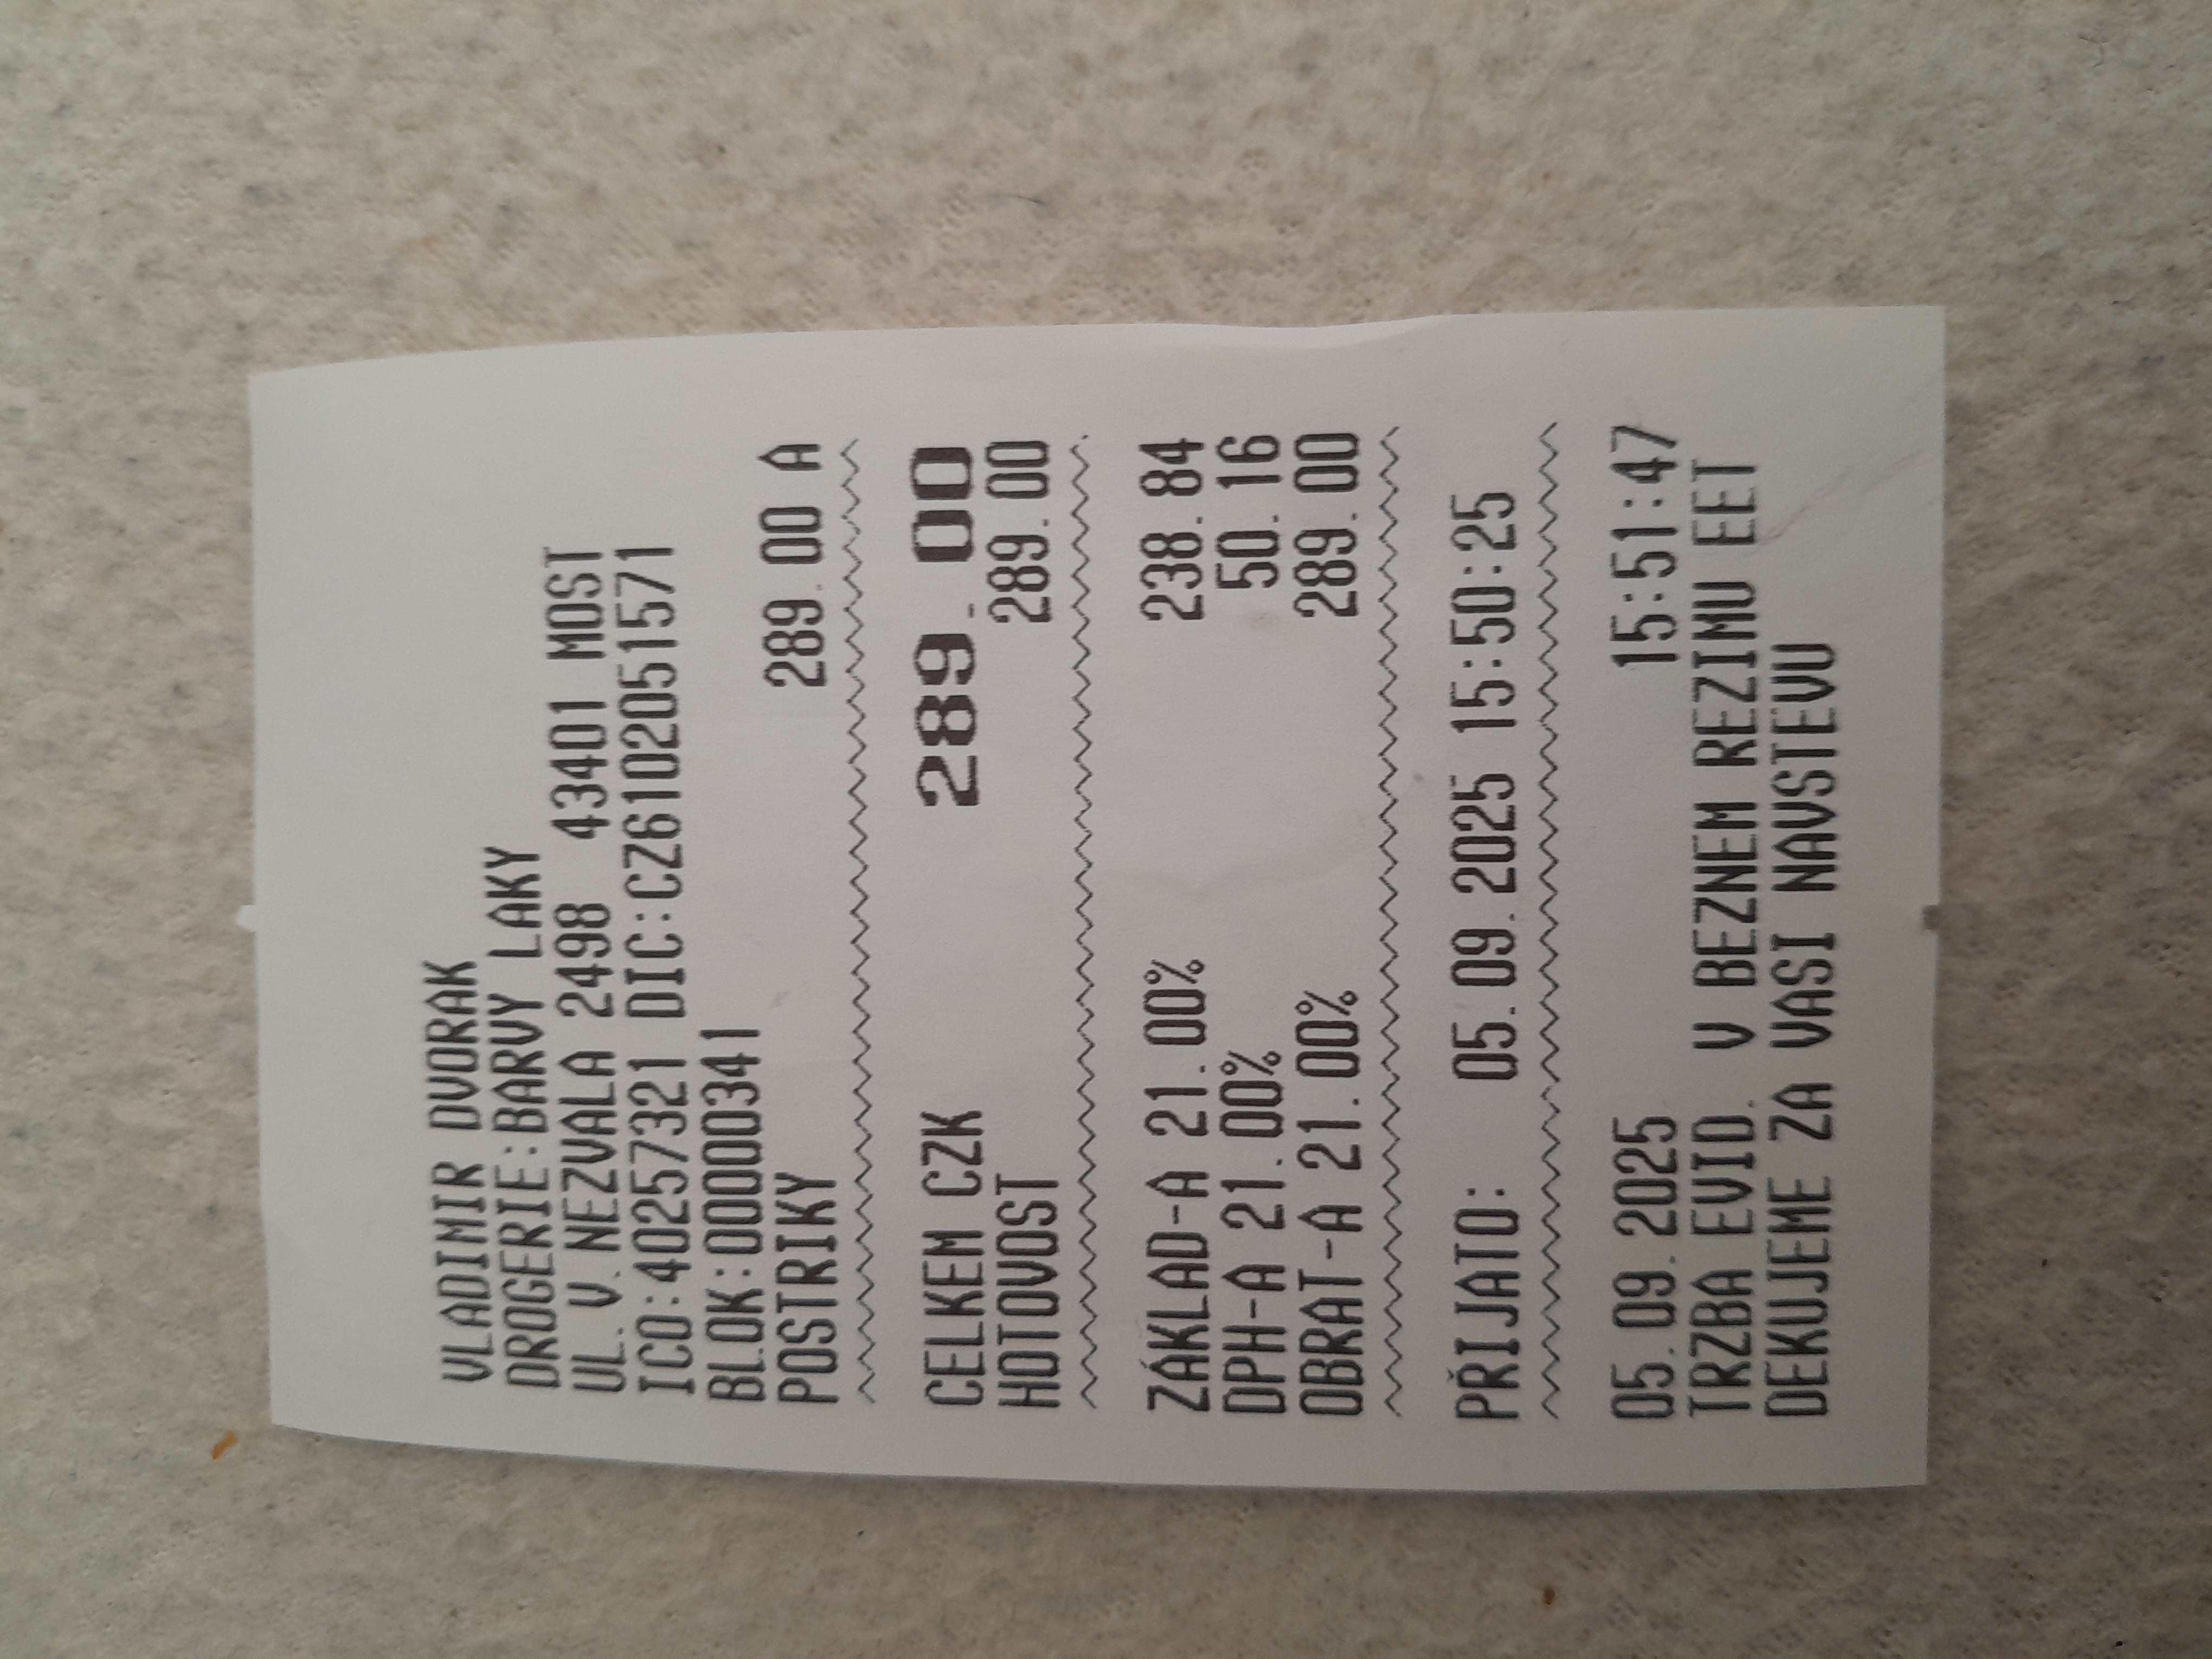 VLADIMIR DVORAK
DROGERIE:BARVY LAKY
UL. V. NEZVALA 2498 43401 MOST
ICO:40257321 DIC:CZ6102051571
BLOK:00000341
POSTRIKY 289.00 A
CELKEM CZK 289.00
HOTOVOST 289.00
ZÁKLAD-A 21.00% 238.84
DPH-A 21.00% 50.16
OBRAT-A 21.00% 289.00
PŘIJATO: 05.09.2025 15:50:25
05.09.2025 15:51:47
TRZBA EVID. V BEZNEM REZIMU EET
DEKUJEME ZA VASI NAVSTEVU